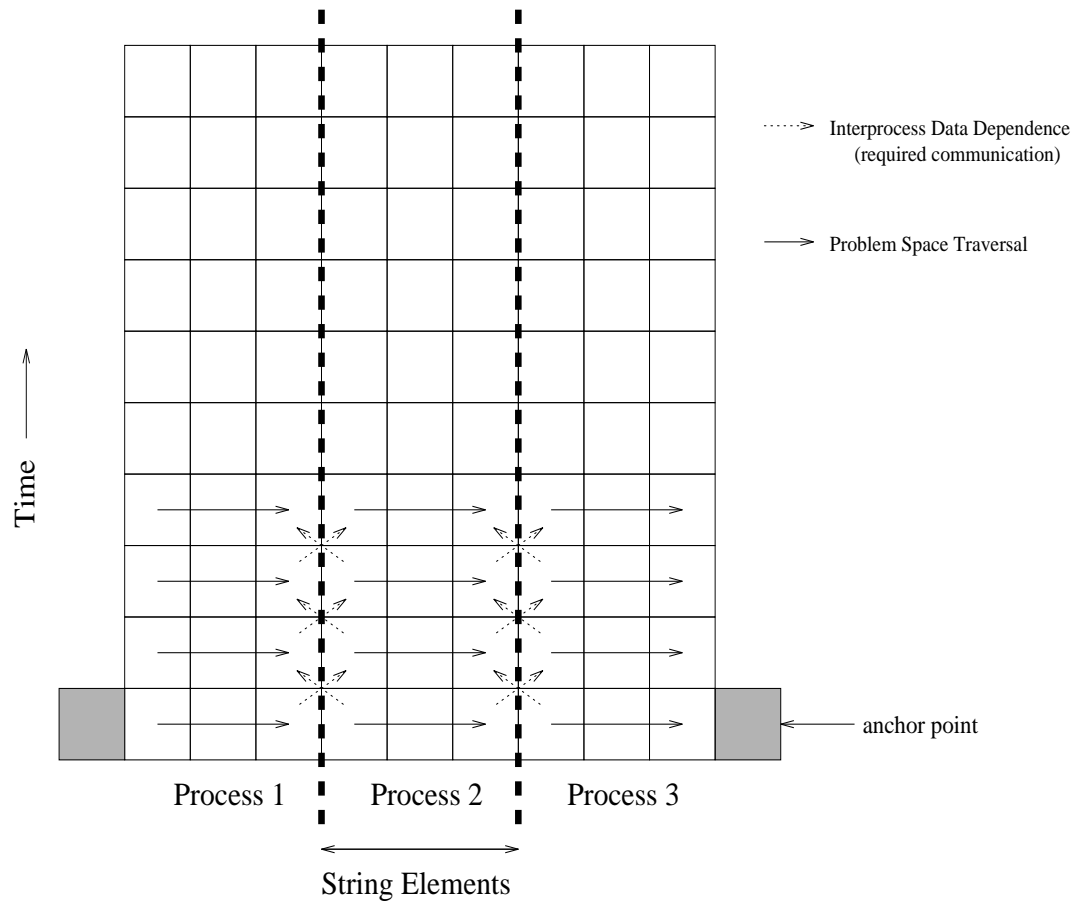 Interprocess Data Dependence
(required communication)
Problem Space Traversal
Time
anchor point
Process 1
Process 2
Process 3
String Elements